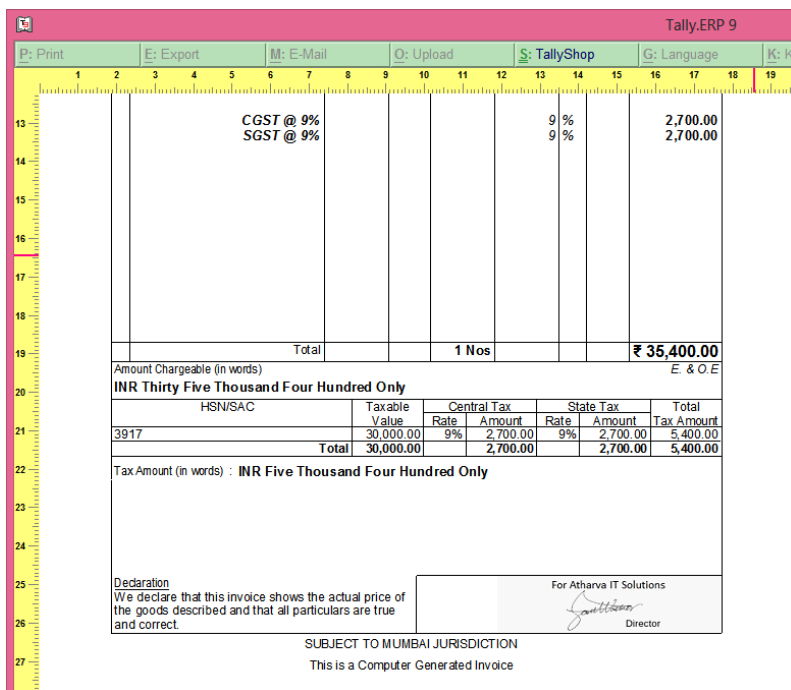 Tally.ERP 9
P: Print E: Export M: E-Mail O: Upload S: TallyShop G: Language K: K
1 2 3 4 5 6 7 8 9 10 11 12 13 14 15 16 17 18 19
13
14
15
16
17
18
19
20
21
22
23
24
25
26
27
CGST @ 9% 9 % 2,700.00
SGST @ 9% 9 % 2,700.00
Total 1 Nos ₹ 35,400.00
Amount Chargeable (in words) E. & O.E
INR Thirty Five Thousand Four Hundred Only
HSN/SAC Taxable Central Tax State Tax Total
Value Rate Amount Rate Amount Tax Amount
3917 30,000.00 9% 2,700.00 9% 2,700.00 5,400.00
Total 30,000.00 2,700.00 2,700.00 5,400.00
Tax Amount (in words) : INR Five Thousand Four Hundred Only
Declaration
We declare that this invoice shows the actual price of
the goods described and that all particulars are true
and correct.
For Atharva IT Solutions
Director
SUBJECT TO MUMBAI JURISDICTION
This is a Computer Generated Invoice